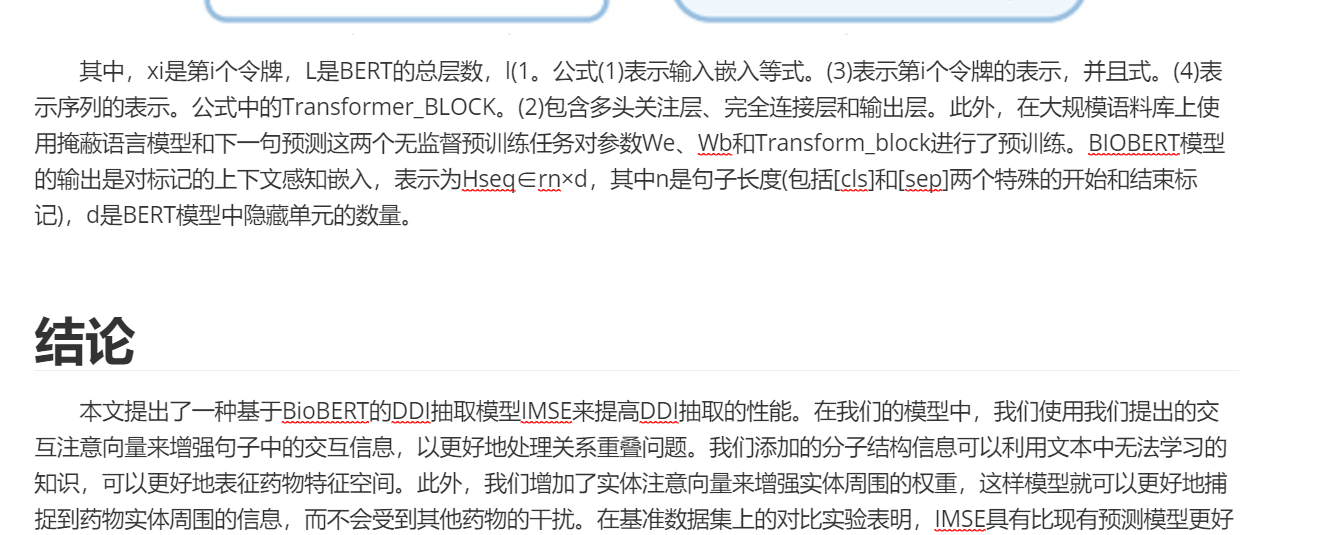 其中，xi是第i个令牌，L是BERT的总层数，l(1。公式(1)表示输入嵌入等式。(3)表示第i个令牌的表示，并且式。(4)表
示序列的表示。公式中的Transformer_BLOCK。(2)包含多头关注层、完全连接层和输出层。此外，在大规模语料库上使
用掩蔽语言模型和下一句预测这两个无监督预训练任务对参数We、Wb和Transform_block进行了预训练。BIOBERT模型
的输出是对标记的上下文感知嵌入，表示为Hseq∈rn×d，其中n是句子长度(包括[cls]和[sep]两个特殊的开始和结束标
记)，d是BERT模型中隐藏单元的数量。
结论
本文提出了一种基于BioBERT的DDI抽取模型IMSE来提高DDI抽取的性能。在我们的模型中，我们使用我们提出的交
互注意向量来增强句子中的交互信息，以更好地处理关系重叠问题。我们添加的分子结构信息可以利用文本中无法学习的
知识，可以更好地表征药物特征空间。此外，我们增加了实体注意向量来增强实体周围的权重，这样模型就可以更好地捕
捉到药物实体周围的信息，而不会受到其他药物的干扰。在基准数据集上的对比实验表明，IMSE具有比现有预测模型更好